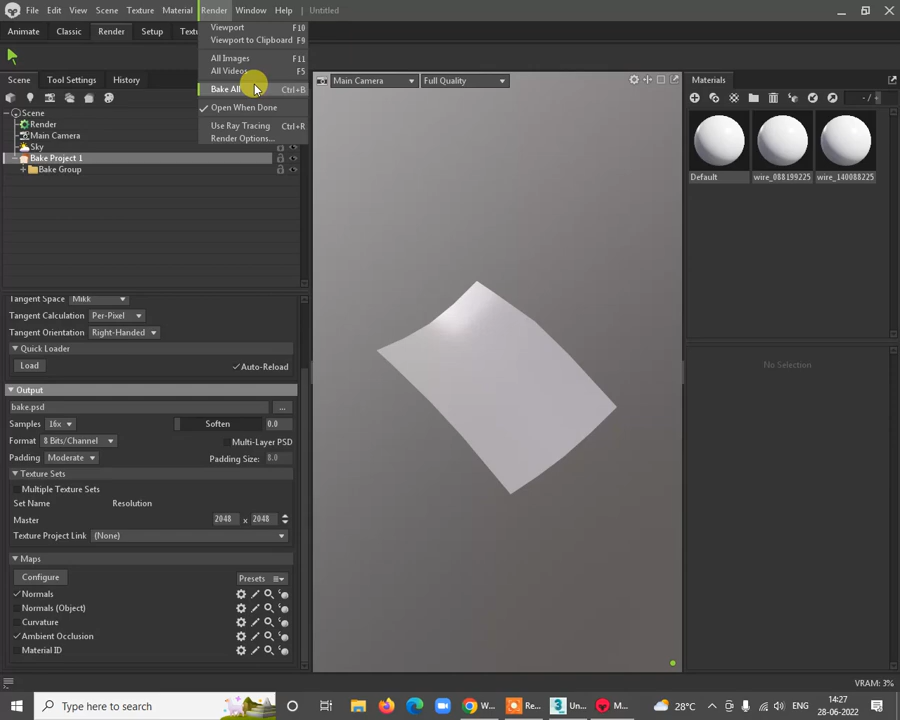 File Edit View Scene Texture Material Render Window Help Untitled
Animate Classic Render Setup
Viewport F10
Viewport to Clipboard F9
All Images F11
All Videos F5
Bake All Ctrl+B
Open When Done
Use Ray Tracing Ctrl+R
Render Options...
Scene Tool Settings History
Scene
Render
Main Camera
Sky
Bake Project 1
Bake Group
Main Camera Full Quality
Materials
- / -
Default wire_088199225 wire_140088225
No Selection
Tangent Space Mikk
Tangent Calculation Per-Pixel
Tangent Orientation Right-Handed
Quick Loader
Load Auto-Reload
Output
bake.psd ...
Samples 16x Soften 0.0
Format 8 Bits/Channel Multi-Layer PSD
Padding Moderate Padding Size: 8.0
Texture Sets
Multiple Texture Sets
Set Name Resolution
Master 2048 x 2048
Texture Project Link (None)
Maps
Configure Presets
Normals
Normals (Object)
Curvature
Ambient Occlusion
Material ID
VRAM: 3%
Type here to search
W... Re... Un... M...
28°C
14:27
28-06-2022